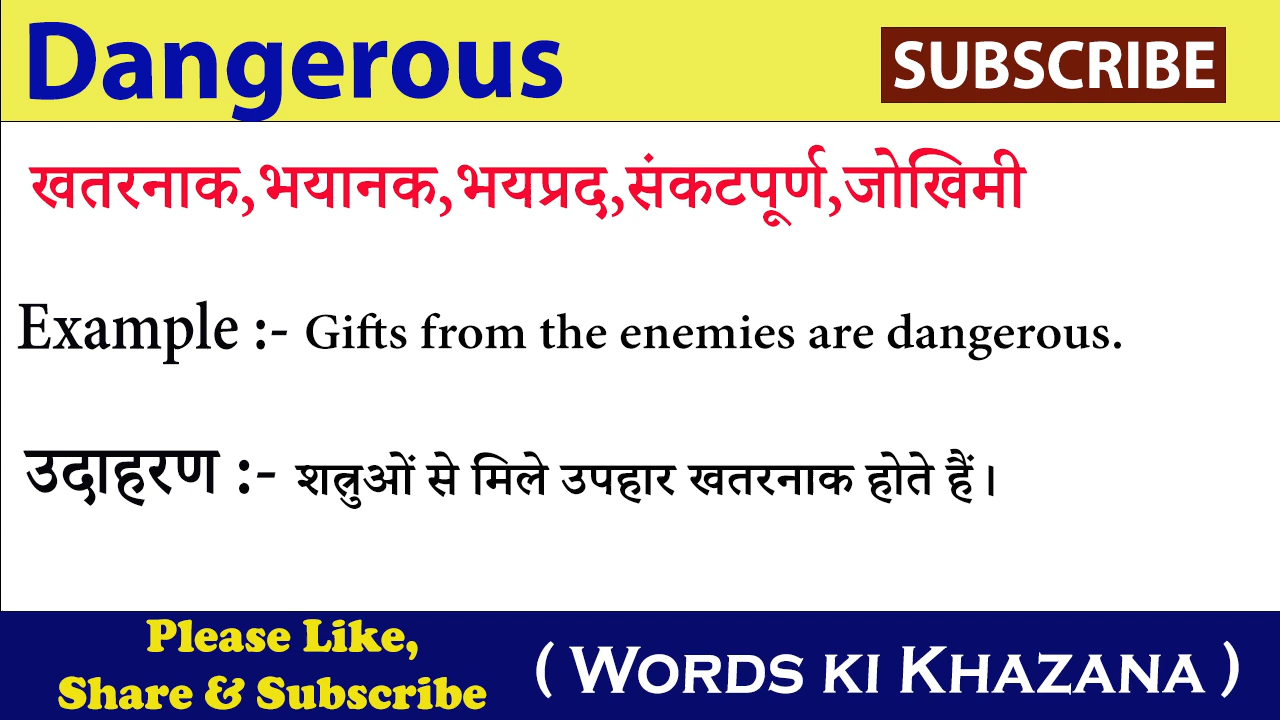 Dangerous
SUBSCRIBE
खतरनाक,भयानक,भयप्रद,संकटपूर्ण,जोखिमी
Example :- Gifts from the enemies are dangerous.
उदाहरण :- शत्रुओं से मिले उपहार खतरनाक होते हैं।
Please Like,
Share & Subscribe
( WORDS KI KHAZANA )